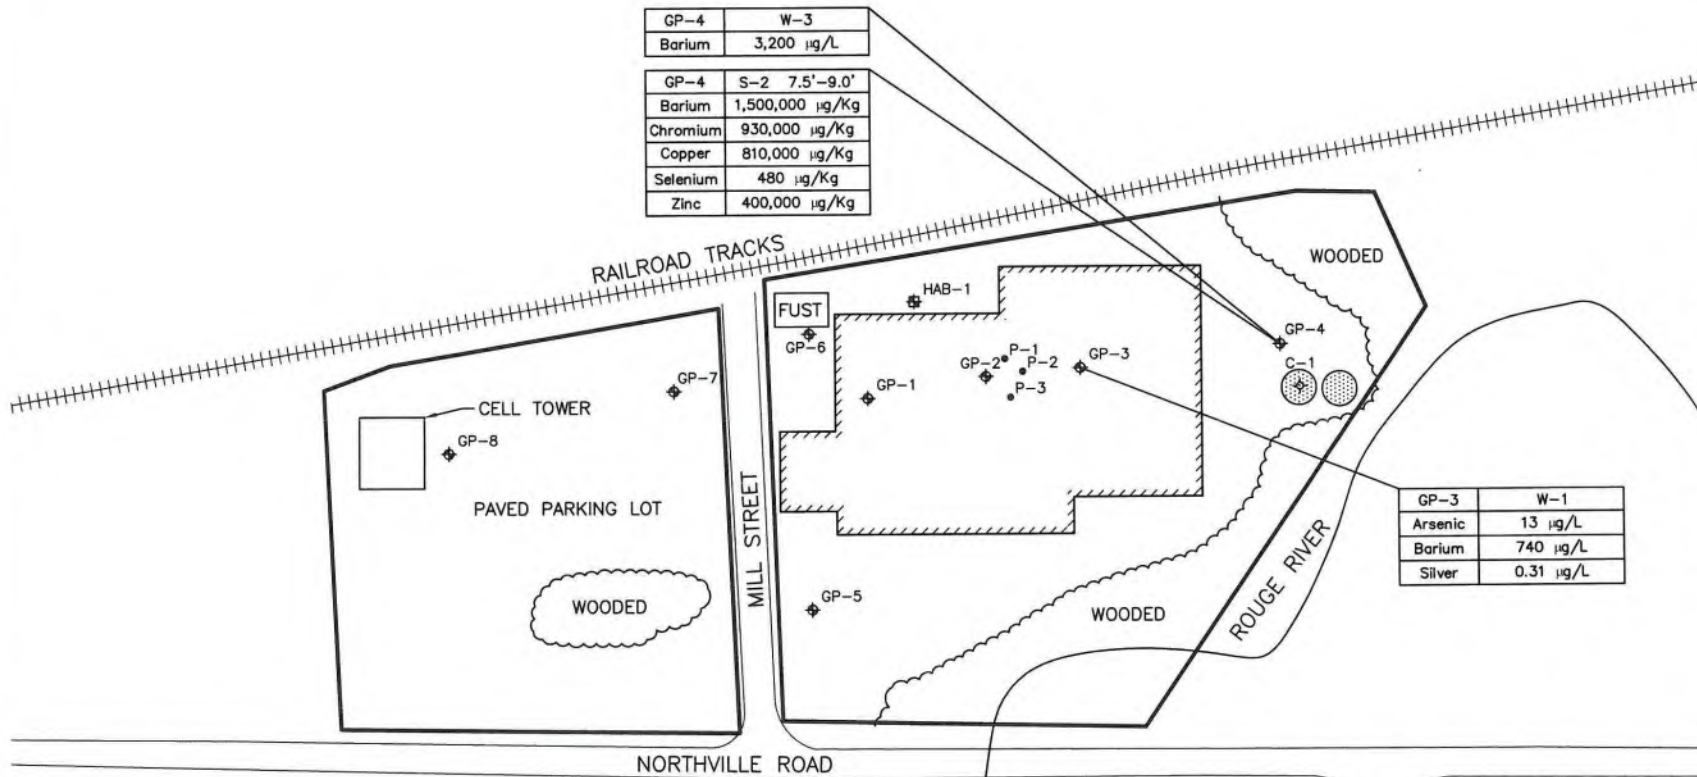 GP-4 W-3
Barium 3,200 µg/L
GP-4 S-2 7.5'-9.0'
Barium 1,500,000 µg/Kg
Chromium 930,000 µg/Kg
Copper 810,000 µg/Kg
Selenium 480 µg/Kg
Zinc 400,000 µg/Kg
RAILROAD TRACKS
WOODED
HAB-1
FUST
GP-6
GP-4
P-1
GP-2
P-2
GP-3
P-3
C-1
GP-1
GP-7
CELL TOWER
GP-8
PAVED PARKING LOT
MILL STREET
GP-3 W-1
Arsenic 13 µg/L
Barium 740 µg/L
Silver 0.31 µg/L
WOODED
GP-5
WOODED
ROUGE RIVER
NORTHVILLE ROAD